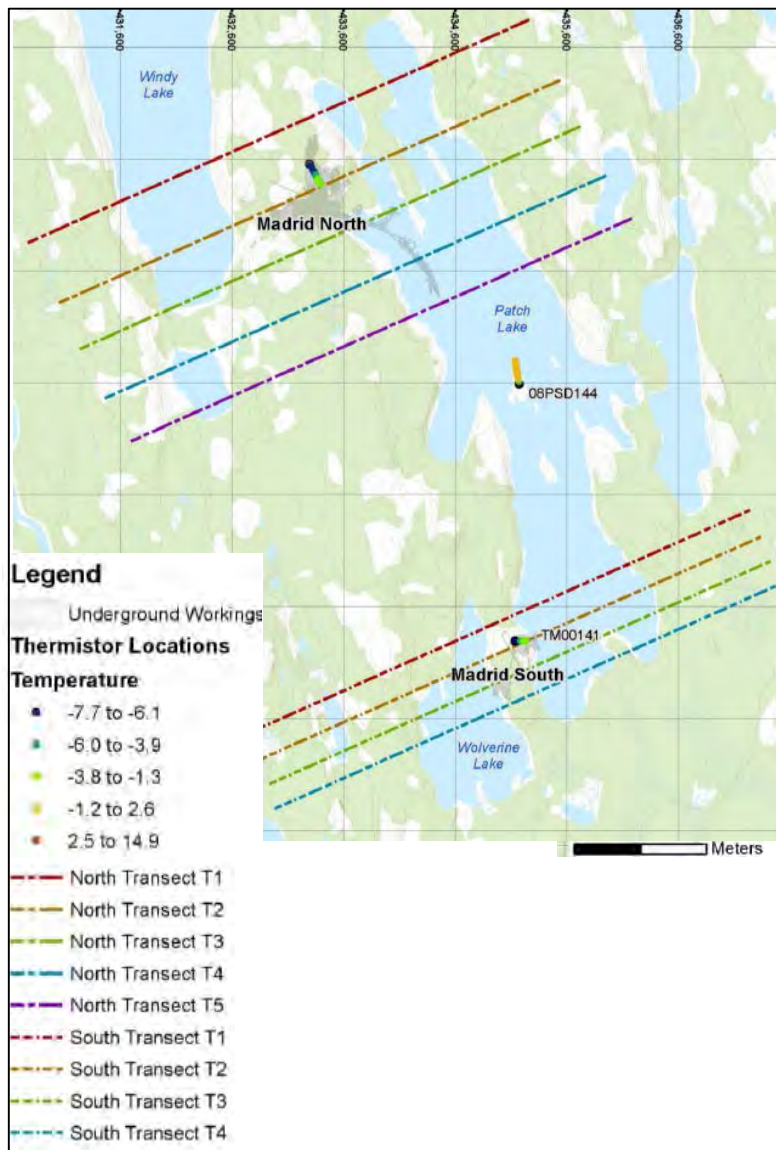 431,600
432,600
433,600
434,600
435,600
436,600
Windy
Lake
Madrid North
Patch
Lake
08PSD144
TM00141
Madrid South
Wolverine
Lake
Meters
Legend
Underground Workings
Thermistor Locations
Temperature
-7.7 to -6.1
-6.0 to -3.9
-3.8 to -1.3
-1.2 to 2.6
2.5 to 14.9
North Transect T1
North Transect T2
North Transect T3
North Transect T4
North Transect T5
South Transect T1
South Transect T2
South Transect T3
South Transect T4